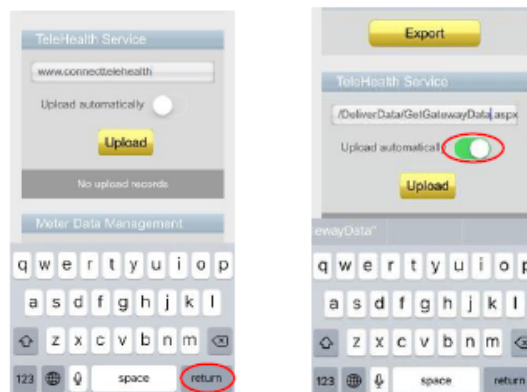 TeleHealth Service
www.connecttelehealth
Upload automatically
Upload
No upload records
Meter Data Management
q w e r t y u i o p
a s d f g h j k l
z x c v b n m
123 space return
Export
TeleHealth Service
/DeliverData/GetGatewayData.aspx
Upload automatically
Upload
ewayData"
q w e r t y u i o p
a s d f g h j k l
z x c v b n m
123 space return